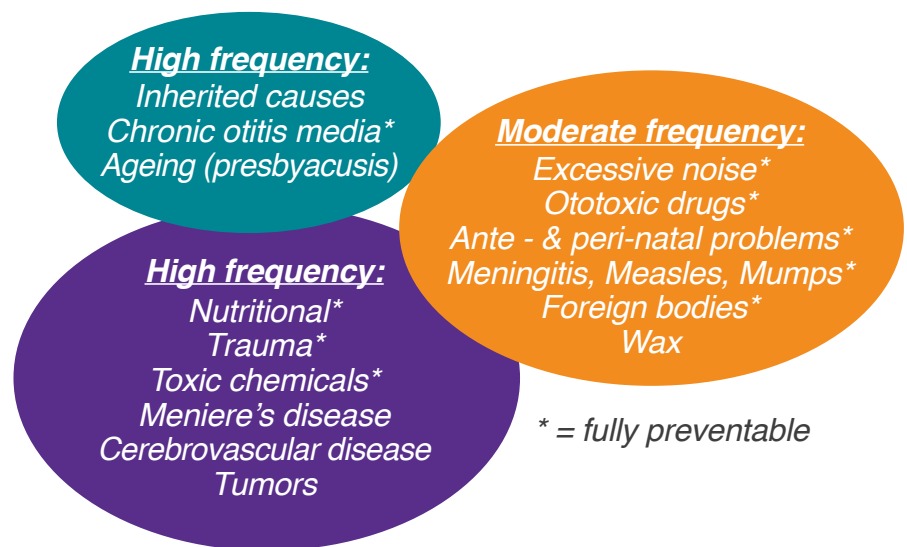 High frequency:
Inherited causes
Chronic otitis media*
Ageing (presbyacusis)
Moderate frequency:
Excessive noise*
Ototoxic drugs*
Ante - & peri-natal problems*
Meningitis, Measles, Mumps*
Foreign bodies*
Wax
High frequency:
Nutritional*
Trauma*
Toxic chemicals*
Meniere's disease
Cerebrovascular disease
Tumors
* = fully preventable